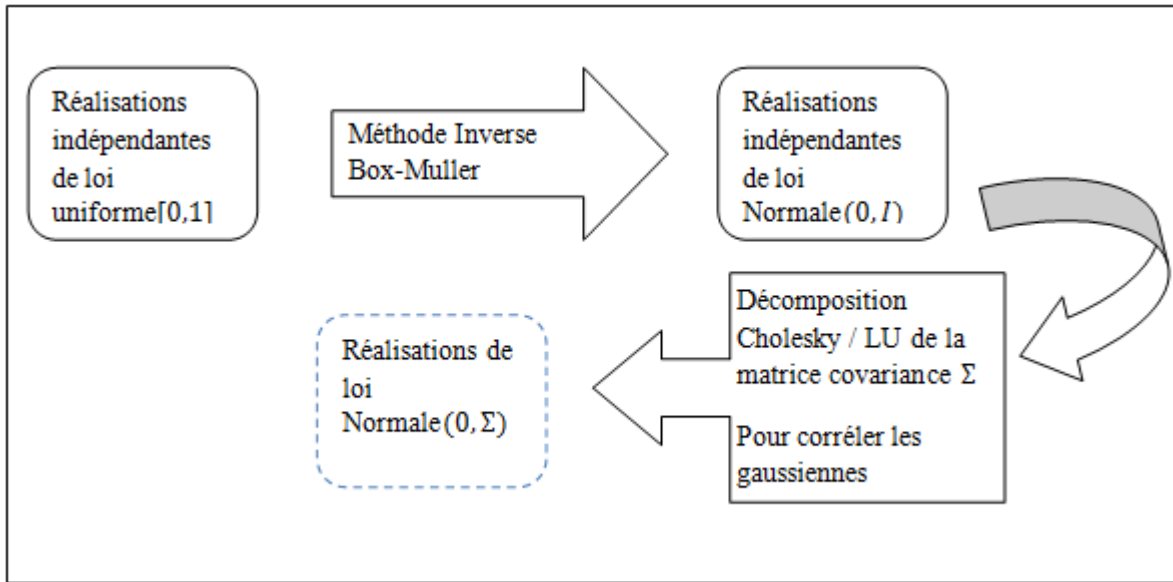 Réalisations
indépendantes
de loi
uniforme[0,1]
Méthode Inverse
Box-Muller
Réalisations
indépendantes
de loi
Normale(0,I)
Décomposition
Cholesky / LU de la
matrice covariance Σ
Pour corréler les
gaussiennes
Réalisations de
loi
Normale(0,Σ)